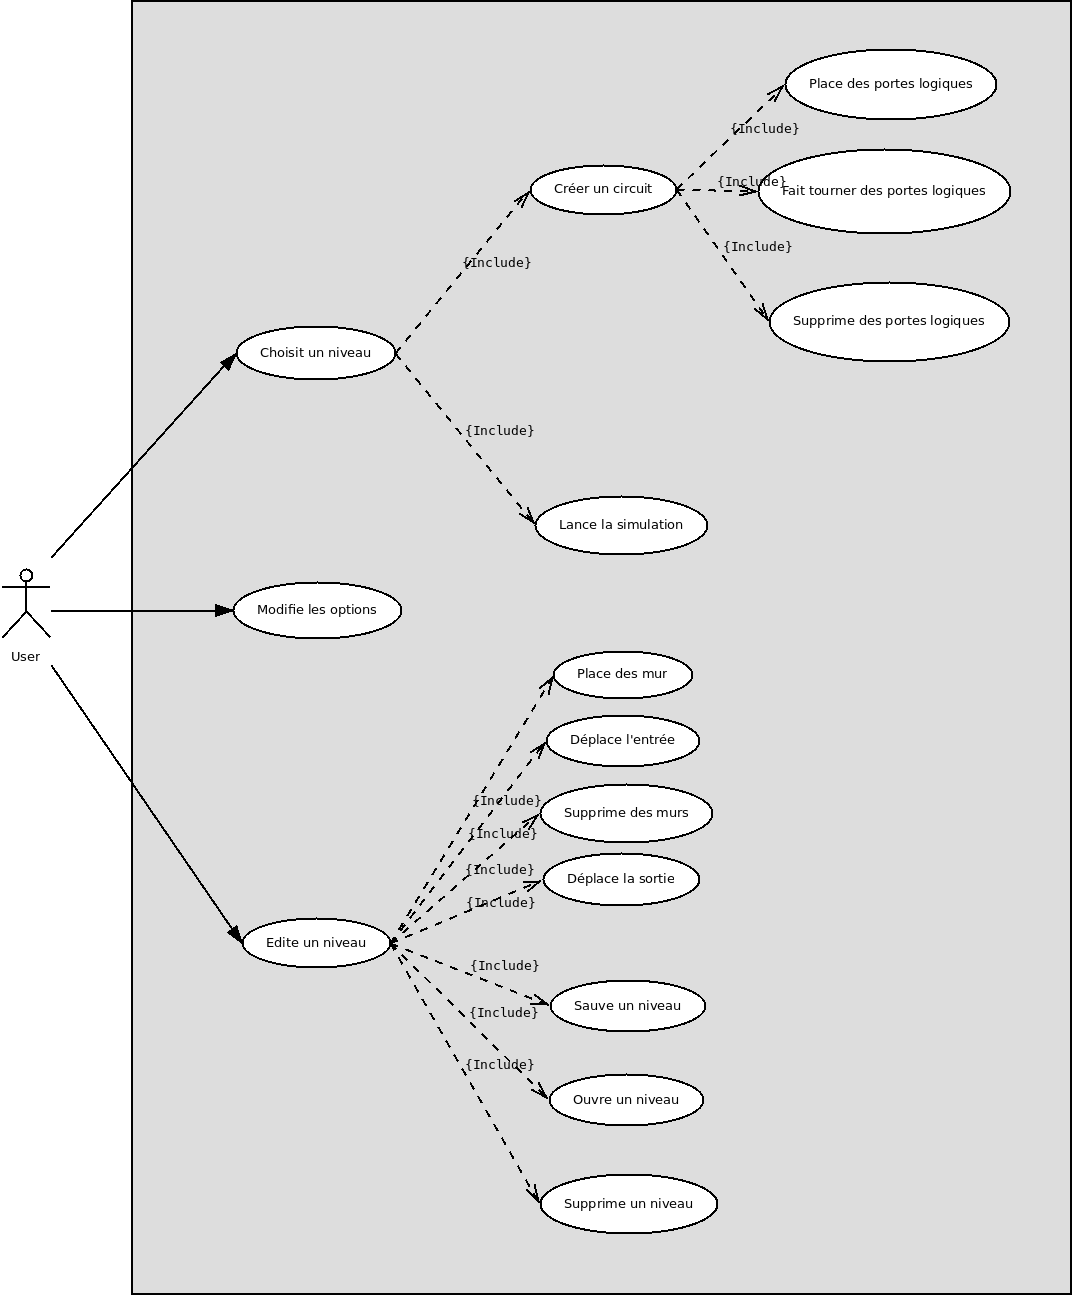 Place des portes logiques
{Include}
{Include}
Fait tourner des portes logiques
Créer un circuit
{Include}
{Include}
Supprime des portes logiques
Choisit un niveau
{Include}
Lance la simulation
Modifie les options
User
Place des mur
Déplace l'entrée
{Include}
Supprime des murs
{Include}
{Include}
Déplace la sortie
{Include}
Edite un niveau
{Include}
Sauve un niveau
{Include}
{Include}
Ouvre un niveau
Supprime un niveau